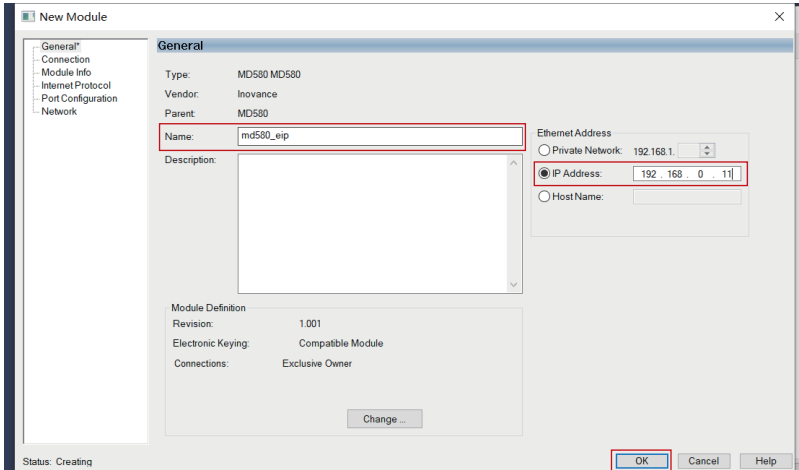 New Module
General*
Connection
Module Info
Internet Protocol
Port Configuration
Network
General
Type: MD580 MD580
Vendor: Inovance
Parent: MD580
Name: md580_eip
Description:
Ethernet Address
Private Network: 192.168.1.
IP Address: 192 . 168 . 0 . 11
Host Name:
Module Definition
Revision: 1.001
Electronic Keying: Compatible Module
Connections: Exclusive Owner
Change ...
Status: Creating
OK Cancel Help